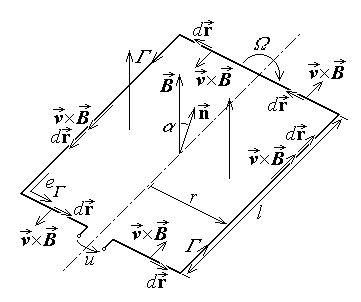 dr⃗
Ω
Γ
v⃗×B⃗
v⃗×B⃗
B⃗
n⃗
dr⃗
v⃗×B⃗
α
dr⃗
dr⃗
v⃗×B⃗
e_Γ
r
l
dr⃗
v⃗×B⃗
v⃗×B⃗
Γ
u
dr⃗